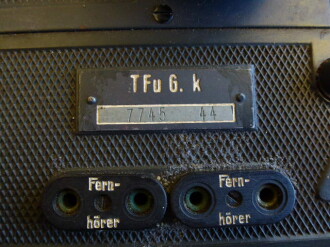 TFu G. k
7745 44
Fern- Fern-
hörer hörer